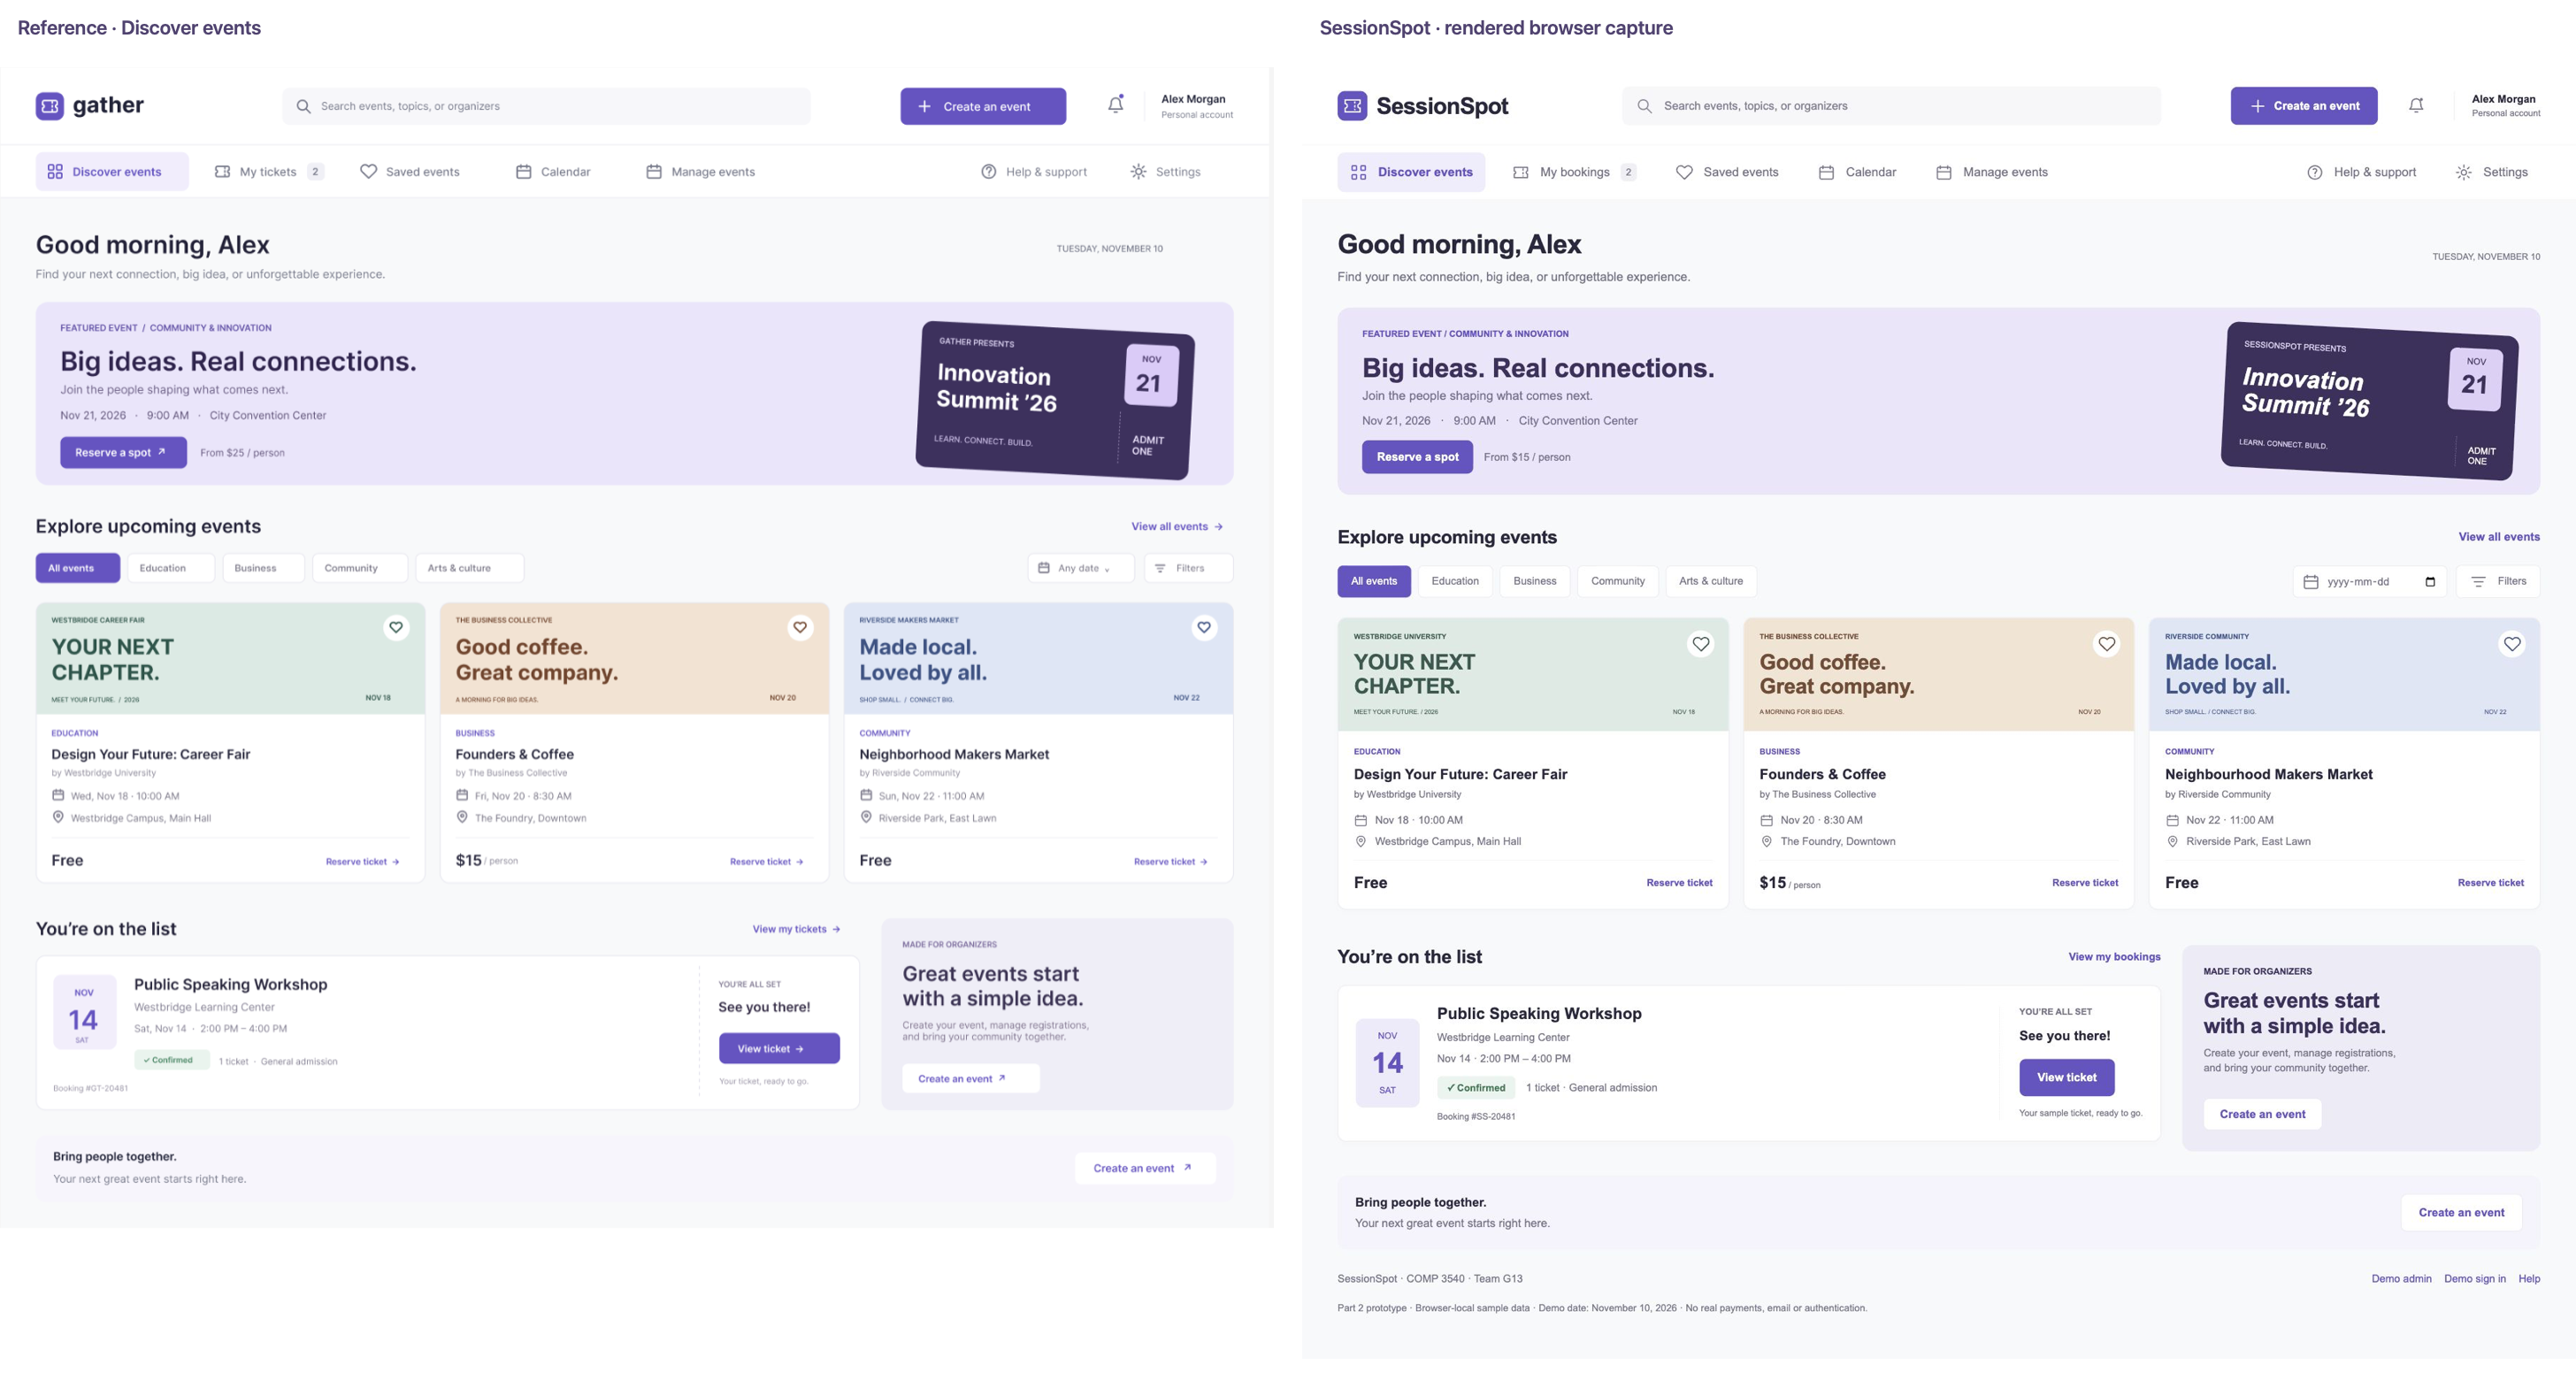 Reference · Discover events
gather
Search events, topics, or organizers
Create an event
Alex Morgan
Personal account
Discover events
My tickets 2
Saved events
Calendar
Manage events
Help & support
Settings
Good morning, Alex
TUESDAY, NOVEMBER 10
Find your next connection, big idea, or unforgettable experience.
FEATURED EVENT / COMMUNITY & INNOVATION
Big ideas. Real connections.
Join the people shaping what comes next.
Nov 21, 2026 · 9:00 AM · City Convention Center
Reserve a spot ↗
From $25 / person
GATHER PRESENTS
Innovation
Summit ’26
LEARN. CONNECT. BUILD.
NOV
21
ADMIT
ONE
Explore upcoming events
View all events →
All events
Education
Business
Community
Arts & culture
Any date
Filters
WESTBRIDGE CAREER FAIR
YOUR NEXT
CHAPTER.
MEET YOUR FUTURE. / 2026
NOV 18
EDUCATION
Design Your Future: Career Fair
by Westbridge University
Wed, Nov 18 · 10:00 AM
Westbridge Campus, Main Hall
Free
Reserve ticket →
THE BUSINESS COLLECTIVE
Good coffee.
Great company.
A MORNING FOR BIG IDEAS.
NOV 20
BUSINESS
Founders & Coffee
by The Business Collective
Fri, Nov 20 · 8:30 AM
The Foundry, Downtown
$15 / person
Reserve ticket →
RIVERSIDE MAKERS MARKET
Made local.
Loved by all.
SHOP SMALL. / CONNECT BIG.
NOV 22
COMMUNITY
Neighborhood Makers Market
by Riverside Community
Sun, Nov 22 · 11:00 AM
Riverside Park, East Lawn
Free
Reserve ticket →
You’re on the list
View my tickets →
NOV
14
SAT
Public Speaking Workshop
Westbridge Learning Center
Sat, Nov 14 · 2:00 PM – 4:00 PM
✓ Confirmed
1 ticket · General admission
Booking #GT-20481
YOU’RE ALL SET
See you there!
View ticket →
Your ticket, ready to go.
MADE FOR ORGANIZERS
Great events start
with a simple idea.
Create your event, manage registrations,
and bring your community together.
Create an event ↗
Bring people together.
Your next great event starts right here.
Create an event ↗
SessionSpot · rendered browser capture
SessionSpot
Search events, topics, or organizers
Create an event
Alex Morgan
Personal account
Discover events
My bookings 2
Saved events
Calendar
Manage events
Help & support
Settings
Good morning, Alex
TUESDAY, NOVEMBER 10
Find your next connection, big idea, or unforgettable experience.
FEATURED EVENT / COMMUNITY & INNOVATION
Big ideas. Real connections.
Join the people shaping what comes next.
Nov 21, 2026 · 9:00 AM · City Convention Center
Reserve a spot
From $15 / person
SESSIONSPOT PRESENTS
Innovation
Summit ’26
LEARN. CONNECT. BUILD.
NOV
21
ADMIT
ONE
Explore upcoming events
View all events
All events
Education
Business
Community
Arts & culture
yyyy-mm-dd
Filters
WESTBRIDGE UNIVERSITY
YOUR NEXT
CHAPTER.
MEET YOUR FUTURE. / 2026
NOV 18
EDUCATION
Design Your Future: Career Fair
by Westbridge University
Nov 18 · 10:00 AM
Westbridge Campus, Main Hall
Free
Reserve ticket
THE BUSINESS COLLECTIVE
Good coffee.
Great company.
A MORNING FOR BIG IDEAS.
NOV 20
BUSINESS
Founders & Coffee
by The Business Collective
Nov 20 · 8:30 AM
The Foundry, Downtown
$15 / person
Reserve ticket
RIVERSIDE COMMUNITY
Made local.
Loved by all.
SHOP SMALL. / CONNECT BIG.
NOV 22
COMMUNITY
Neighbourhood Makers Market
by Riverside Community
Nov 22 · 11:00 AM
Riverside Park, East Lawn
Free
Reserve ticket
You’re on the list
View my bookings
NOV
14
SAT
Public Speaking Workshop
Westbridge Learning Center
Nov 14 · 2:00 PM – 4:00 PM
✓ Confirmed
1 ticket · General admission
Booking #SS-20481
YOU’RE ALL SET
See you there!
View ticket
Your sample ticket, ready to go.
MADE FOR ORGANIZERS
Great events start
with a simple idea.
Create your event, manage registrations,
and bring your community together.
Create an event
Bring people together.
Your next great event starts right here.
Create an event
SessionSpot · COMP 3540 · Team G13
Demo admin
Demo sign in
Help
Part 2 prototype · Browser-local sample data · Demo date: November 10, 2026 · No real payments, email or authentication.